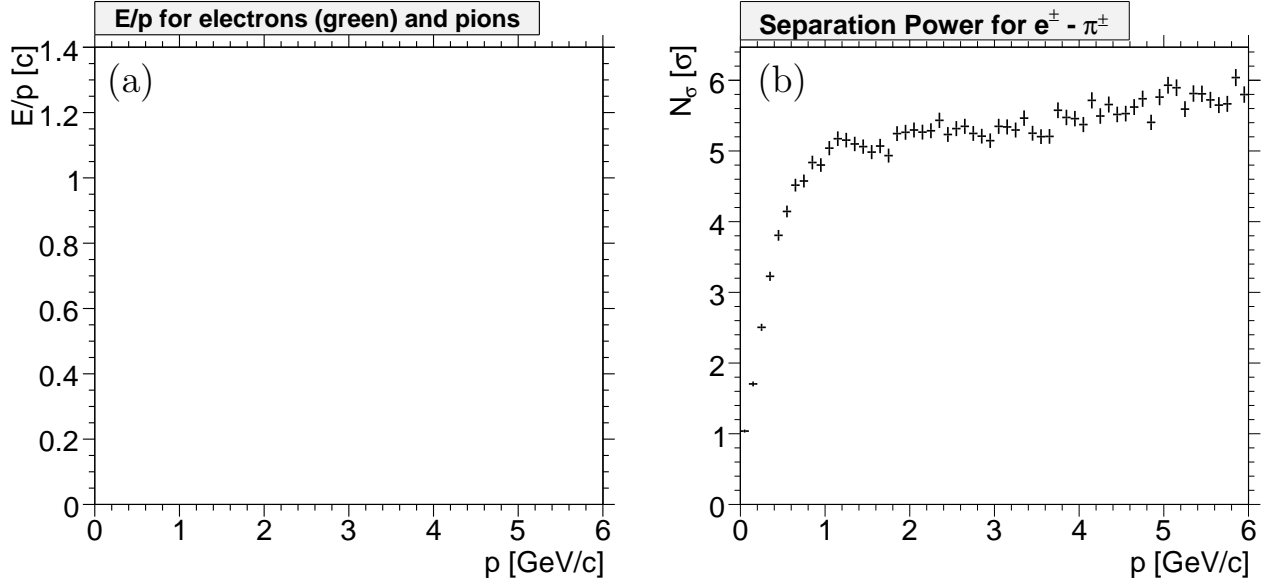 E/p for electrons (green) and pions
E/p [c]
(a)
1.4
1.2
1
0.8
0.6
0.4
0.2
0
0 1 2 3 4 5 6
p [GeV/c]
Separation Power for e± - π±
Nσ [σ]
(b)
6
5
4
3
2
1
0
0 1 2 3 4 5 6
p [GeV/c]